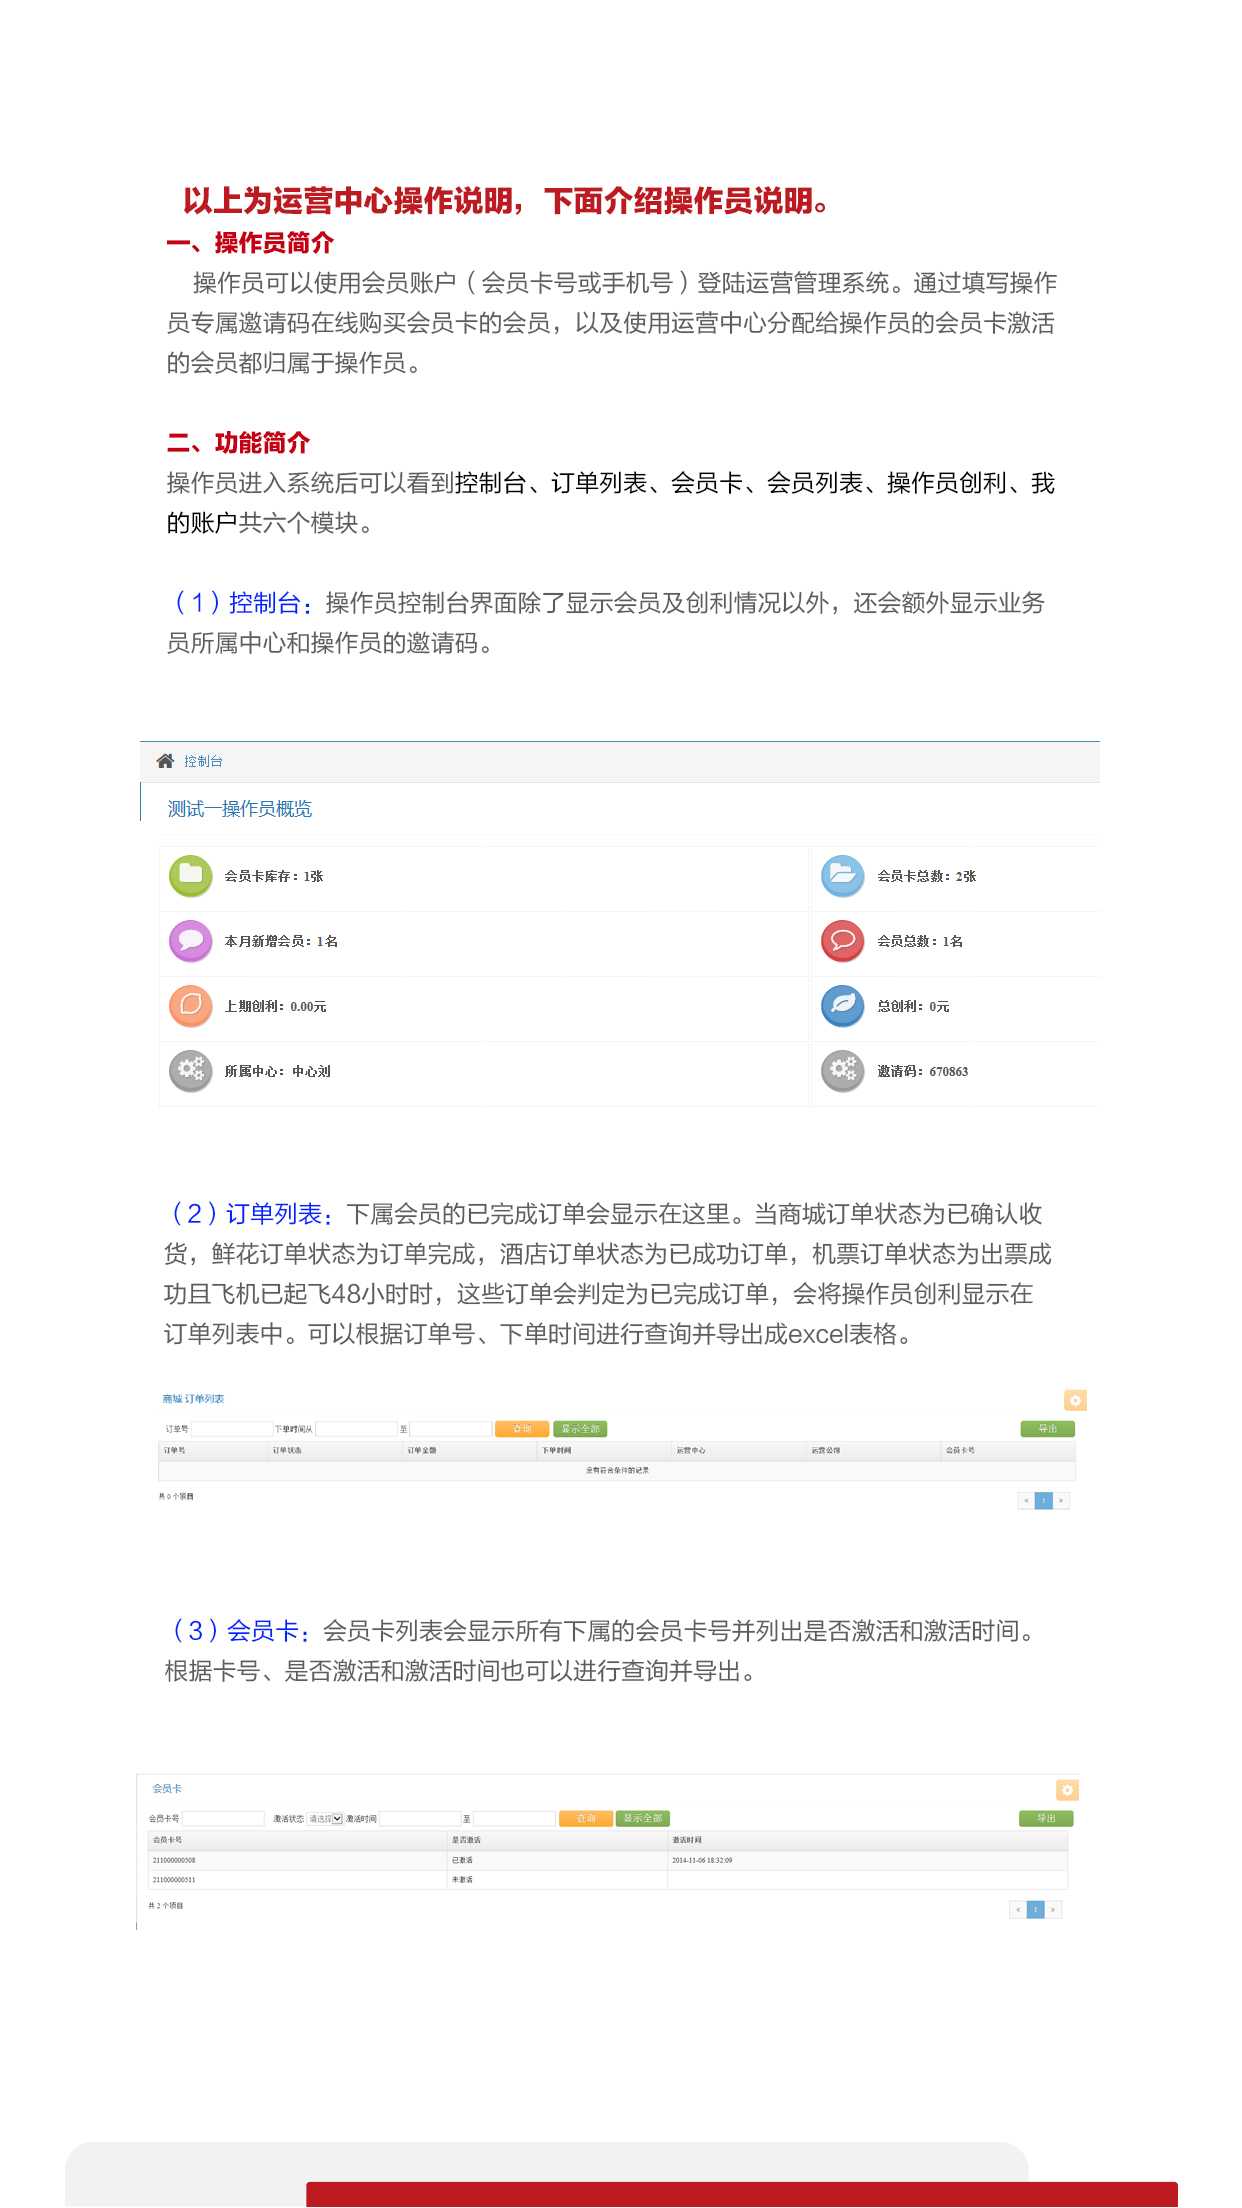 以上为运营中心操作说明，下面介绍操作员说明。
一、操作员简介
操作员可以使用会员账户（会员卡号或手机号）登陆运营管理系统。通过填写操作
员专属邀请码在线购买会员卡的会员，以及使用运营中心分配给操作员的会员卡激活
的会员都归属于操作员。
二、功能简介
操作员进入系统后可以看到控制台、订单列表、会员卡、会员列表、操作员创利、我
的账户共六个模块。
（1）控制台：操作员控制台界面除了显示会员及创利情况以外，还会额外显示业务
员所属中心和操作员的邀请码。
控制台
测试一操作员概览
会员卡库存：1张 会员卡总数：2张
本月新增会员：1名 会员总数：1名
上期创利：0.00元 总创利：0元
所属中心：中心刘 邀请码：670863
（2）订单列表：下属会员的已完成订单会显示在这里。当商城订单状态为已确认收
货，鲜花订单状态为订单完成，酒店订单状态为已成功订单，机票订单状态为出票成
功且飞机已起飞48小时时，这些订单会判定为已完成订单，会将操作员创利显示在
订单列表中。可以根据订单号、下单时间进行查询并导出成excel表格。
商城 订单列表
订单号 下单时间从 至 查询 显示全部 导出
订单号 订单状态 订单金额 下单时间 运营中心 运营公司 会员卡号
没有符合条件的记录
共 0 个项目
« 1 »
（3）会员卡：会员卡列表会显示所有下属的会员卡号并列出是否激活和激活时间。
根据卡号、是否激活和激活时间也可以进行查询并导出。
会员卡
会员卡号 激活状态 请选择 激活时间 至 查询 显示全部 导出
会员卡号 是否激活 激活时间
211000000508 已激活 2014-11-06 18:32:09
211000000511 未激活
共 2 个项目
« 1 »